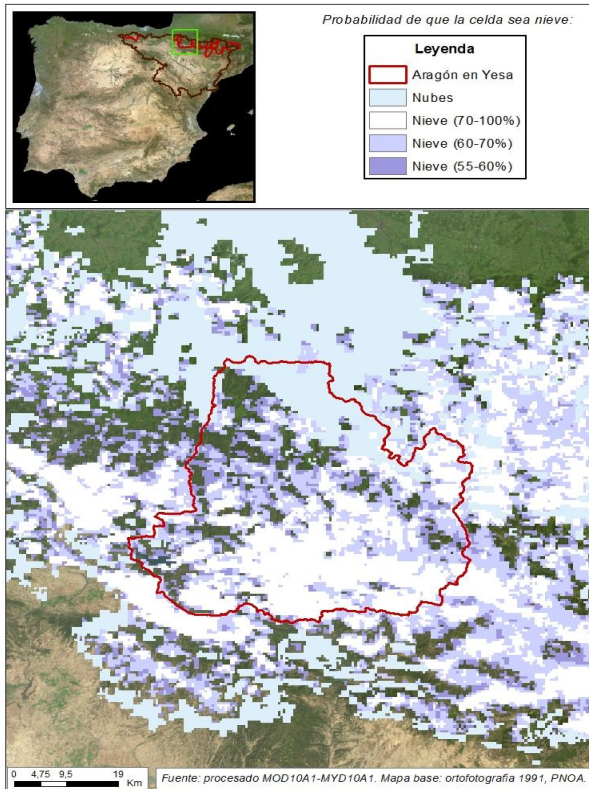 Probabilidad de que la celda sea nieve:
Leyenda
Aragón en Yesa
Nubes
Nieve (70-100%)
Nieve (60-70%)
Nieve (55-60%)
0 4,75 9,5 19
Km
Fuente: procesado MOD10A1-MYD10A1. Mapa base: ortofotografia 1991, PNOA.